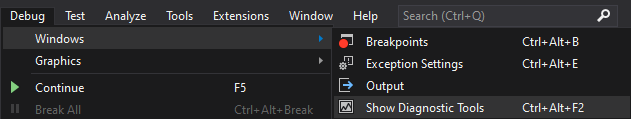 Debug Test Analyze Tools Extensions Window Help Search (Ctrl+Q)
Windows
Breakpoints Ctrl+Alt+B
Graphics
Exception Settings Ctrl+Alt+E
Continue F5
Output
Break All Ctrl+Alt+Break
Show Diagnostic Tools Ctrl+Alt+F2